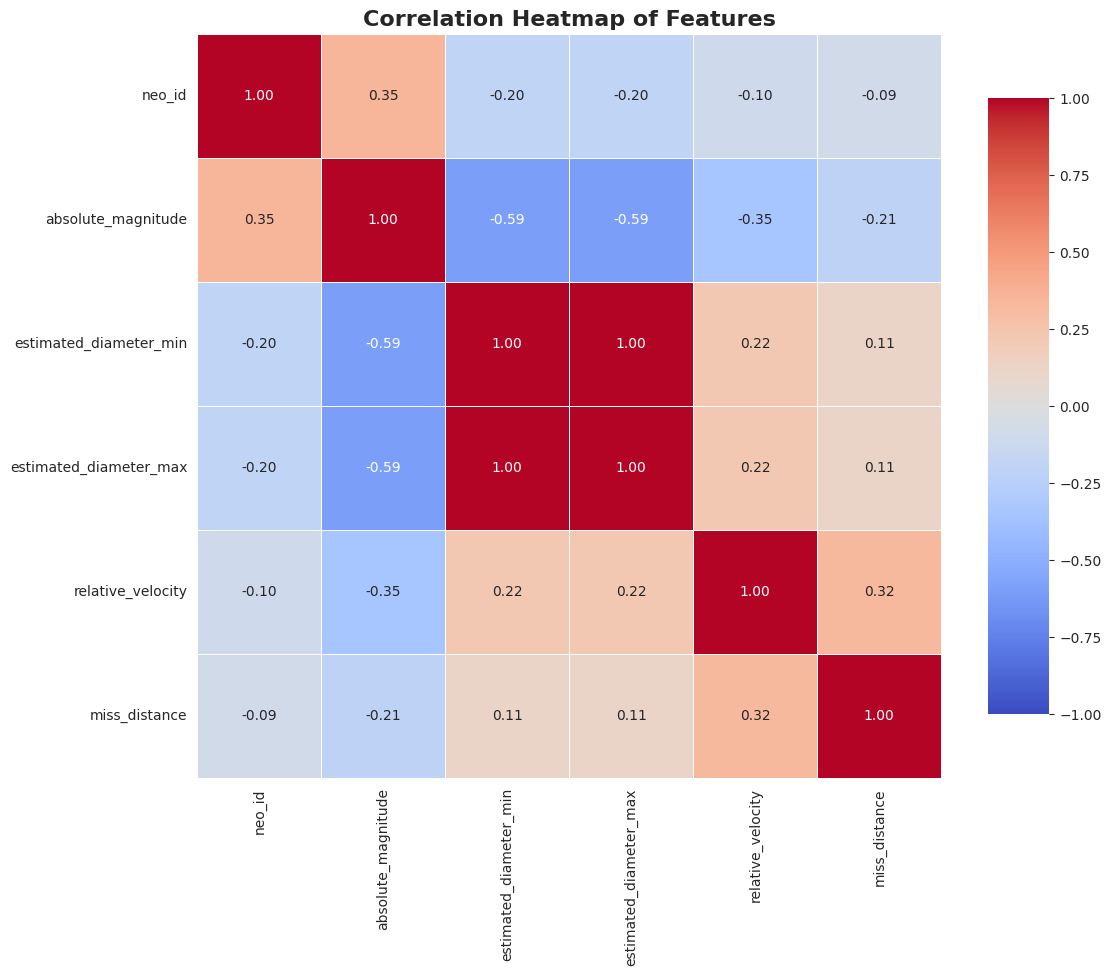 Correlation Heatmap of Features
neo_id 1.00 0.35 -0.20 -0.20 -0.10 -0.09
absolute_magnitude 0.35 1.00 -0.59 -0.59 -0.35 -0.21
estimated_diameter_min -0.20 -0.59 1.00 1.00 0.22 0.11
estimated_diameter_max -0.20 -0.59 1.00 1.00 0.22 0.11
relative_velocity -0.10 -0.35 0.22 0.22 1.00 0.32
miss_distance -0.09 -0.21 0.11 0.11 0.32 1.00
neo_id
absolute_magnitude
estimated_diameter_min
estimated_diameter_max
relative_velocity
miss_distance
1.00
0.75
0.50
0.25
0.00
−0.25
−0.50
−0.75
−1.00